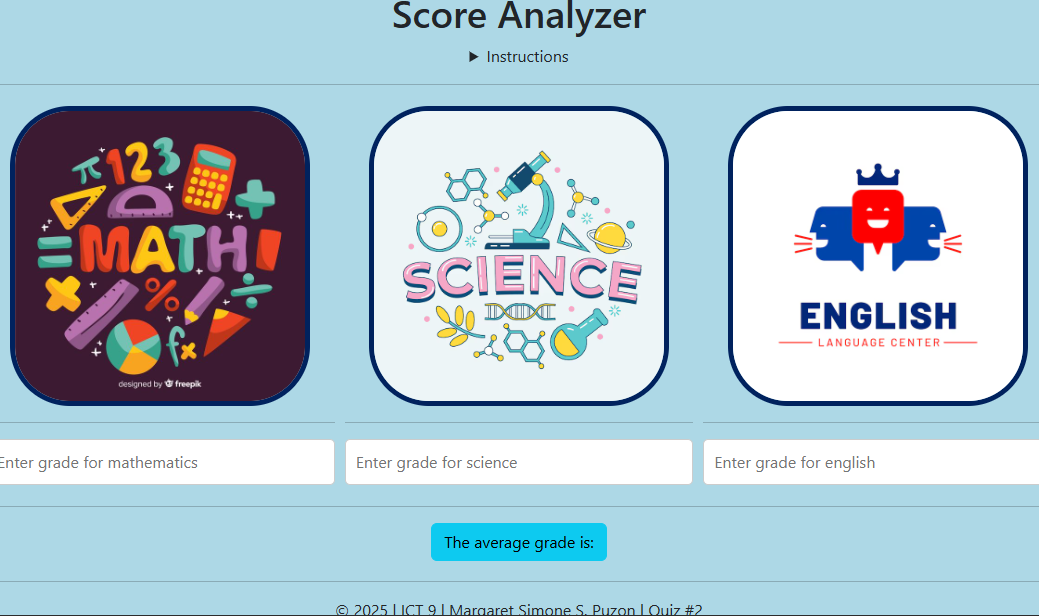 Score Analyzer
▶ Instructions
π 123
MATH
% fx
designed by freepik
SCIENCE
ENGLISH
LANGUAGE CENTER
Enter grade for mathematics
Enter grade for science
Enter grade for english
The average grade is:
© 2025 | ICT 9 | Margaret Simone S. Puzon | Quiz #2